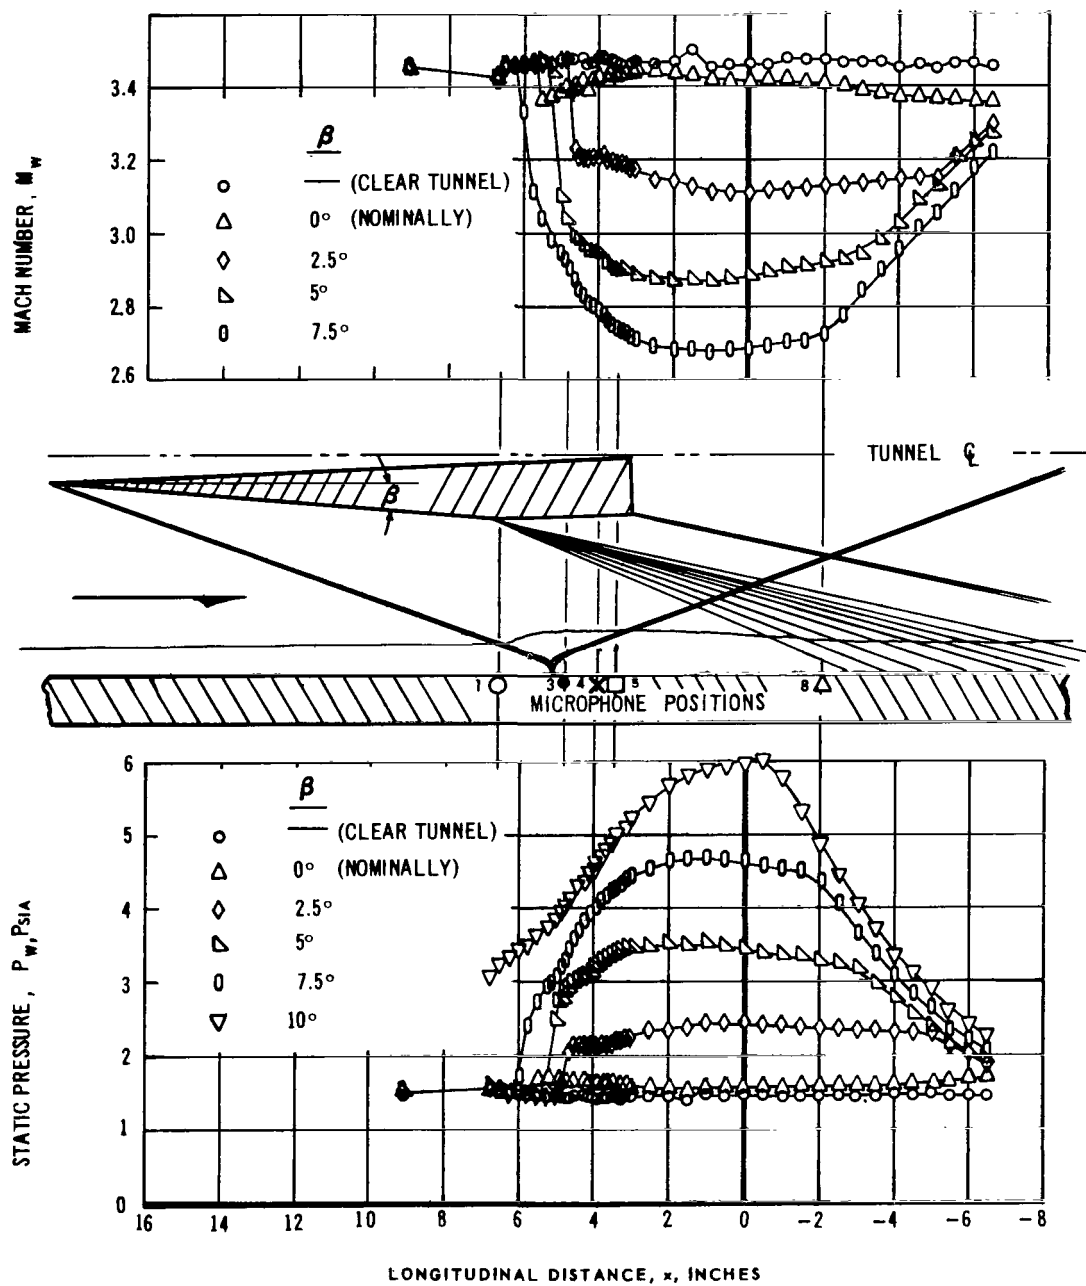 MACH NUMBER, M_w
3.4
3.2
3.0
2.8
2.6
β
(CLEAR TUNNEL)
0° (NOMINALLY)
2.5°
5°
7.5°
TUNNEL ℄
β
1 3 4 5 8
MICROPHONE POSITIONS
STATIC PRESSURE, P_w, PSIA
6
5
4
3
2
1
0
β
(CLEAR TUNNEL)
0° (NOMINALLY)
2.5°
5°
7.5°
10°
16 14 12 10 8 6 4 2 0 -2 -4 -6 -8
LONGITUDINAL DISTANCE, x, INCHES